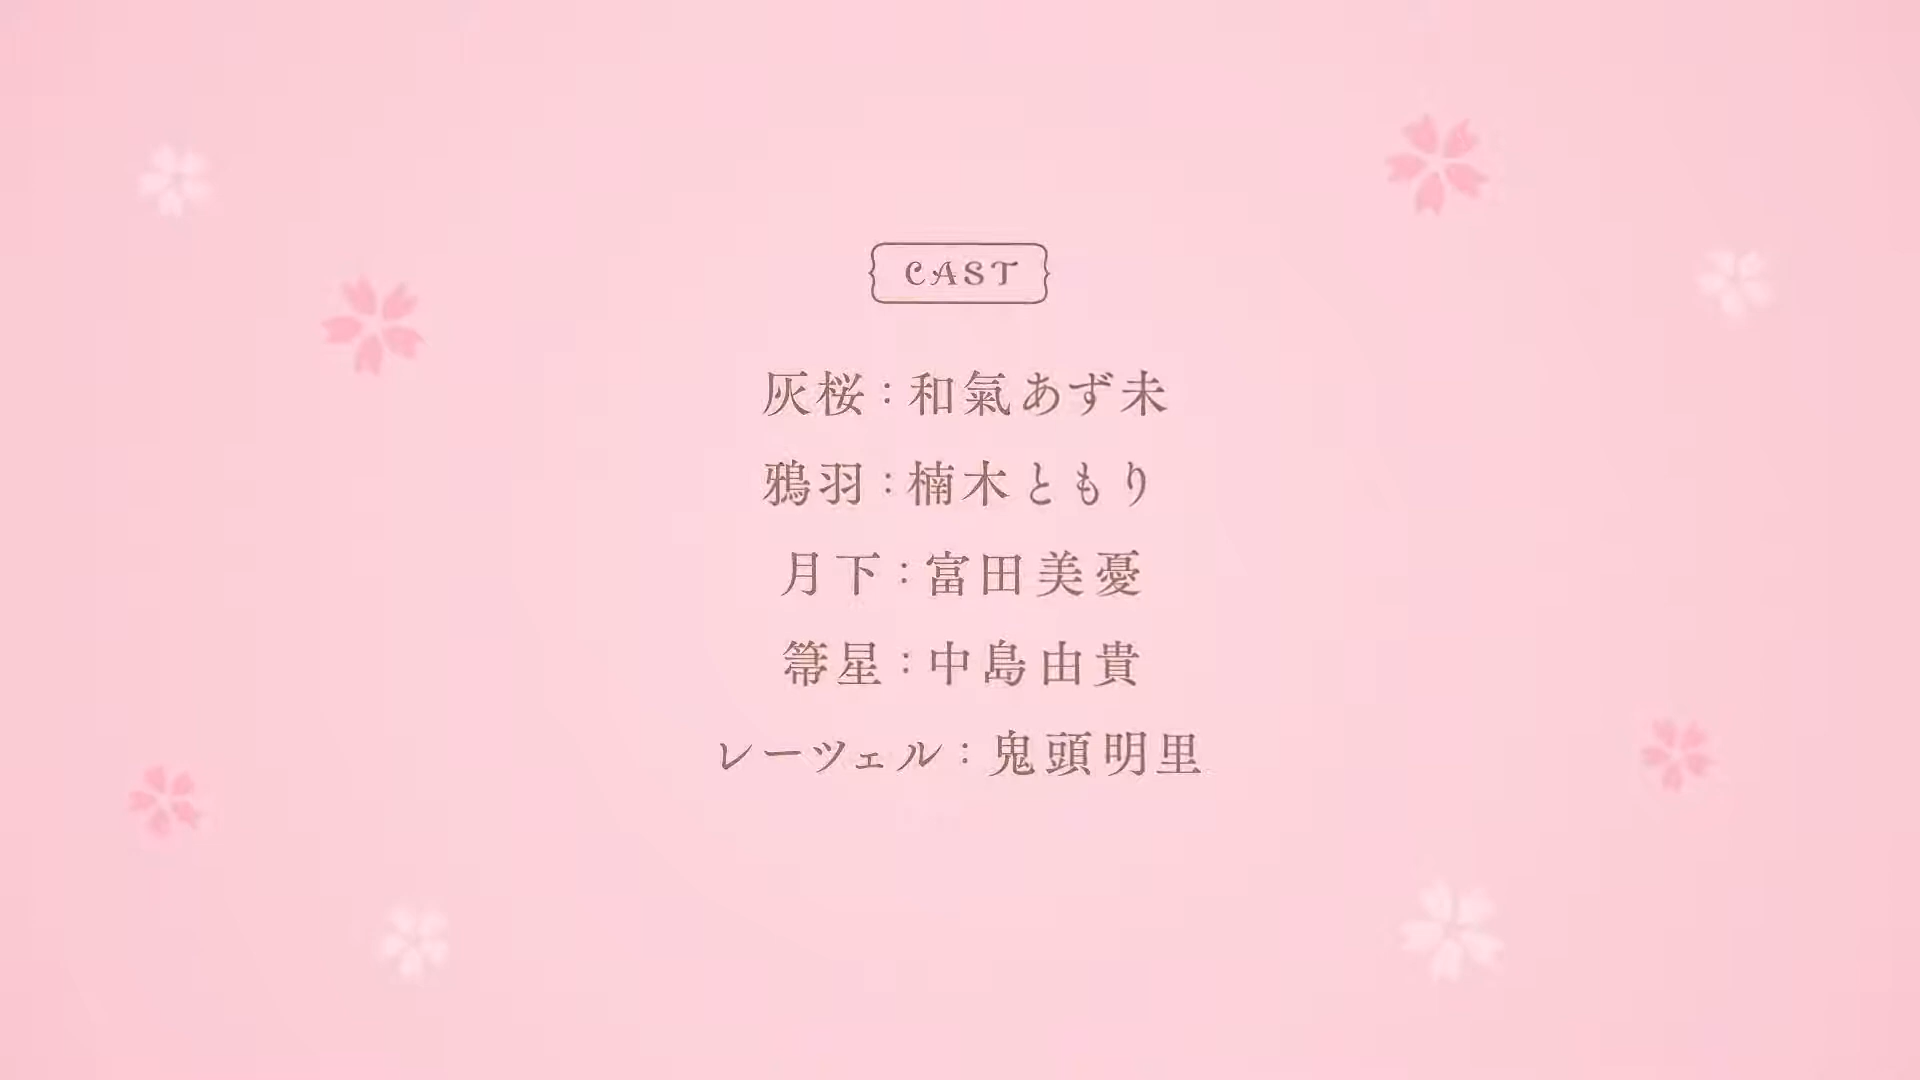 CAST
灰桜：和氣あず未
鴉羽：楠木ともり
月下：富田美憂
箒星：中島由貴
レーツェル：鬼頭明里